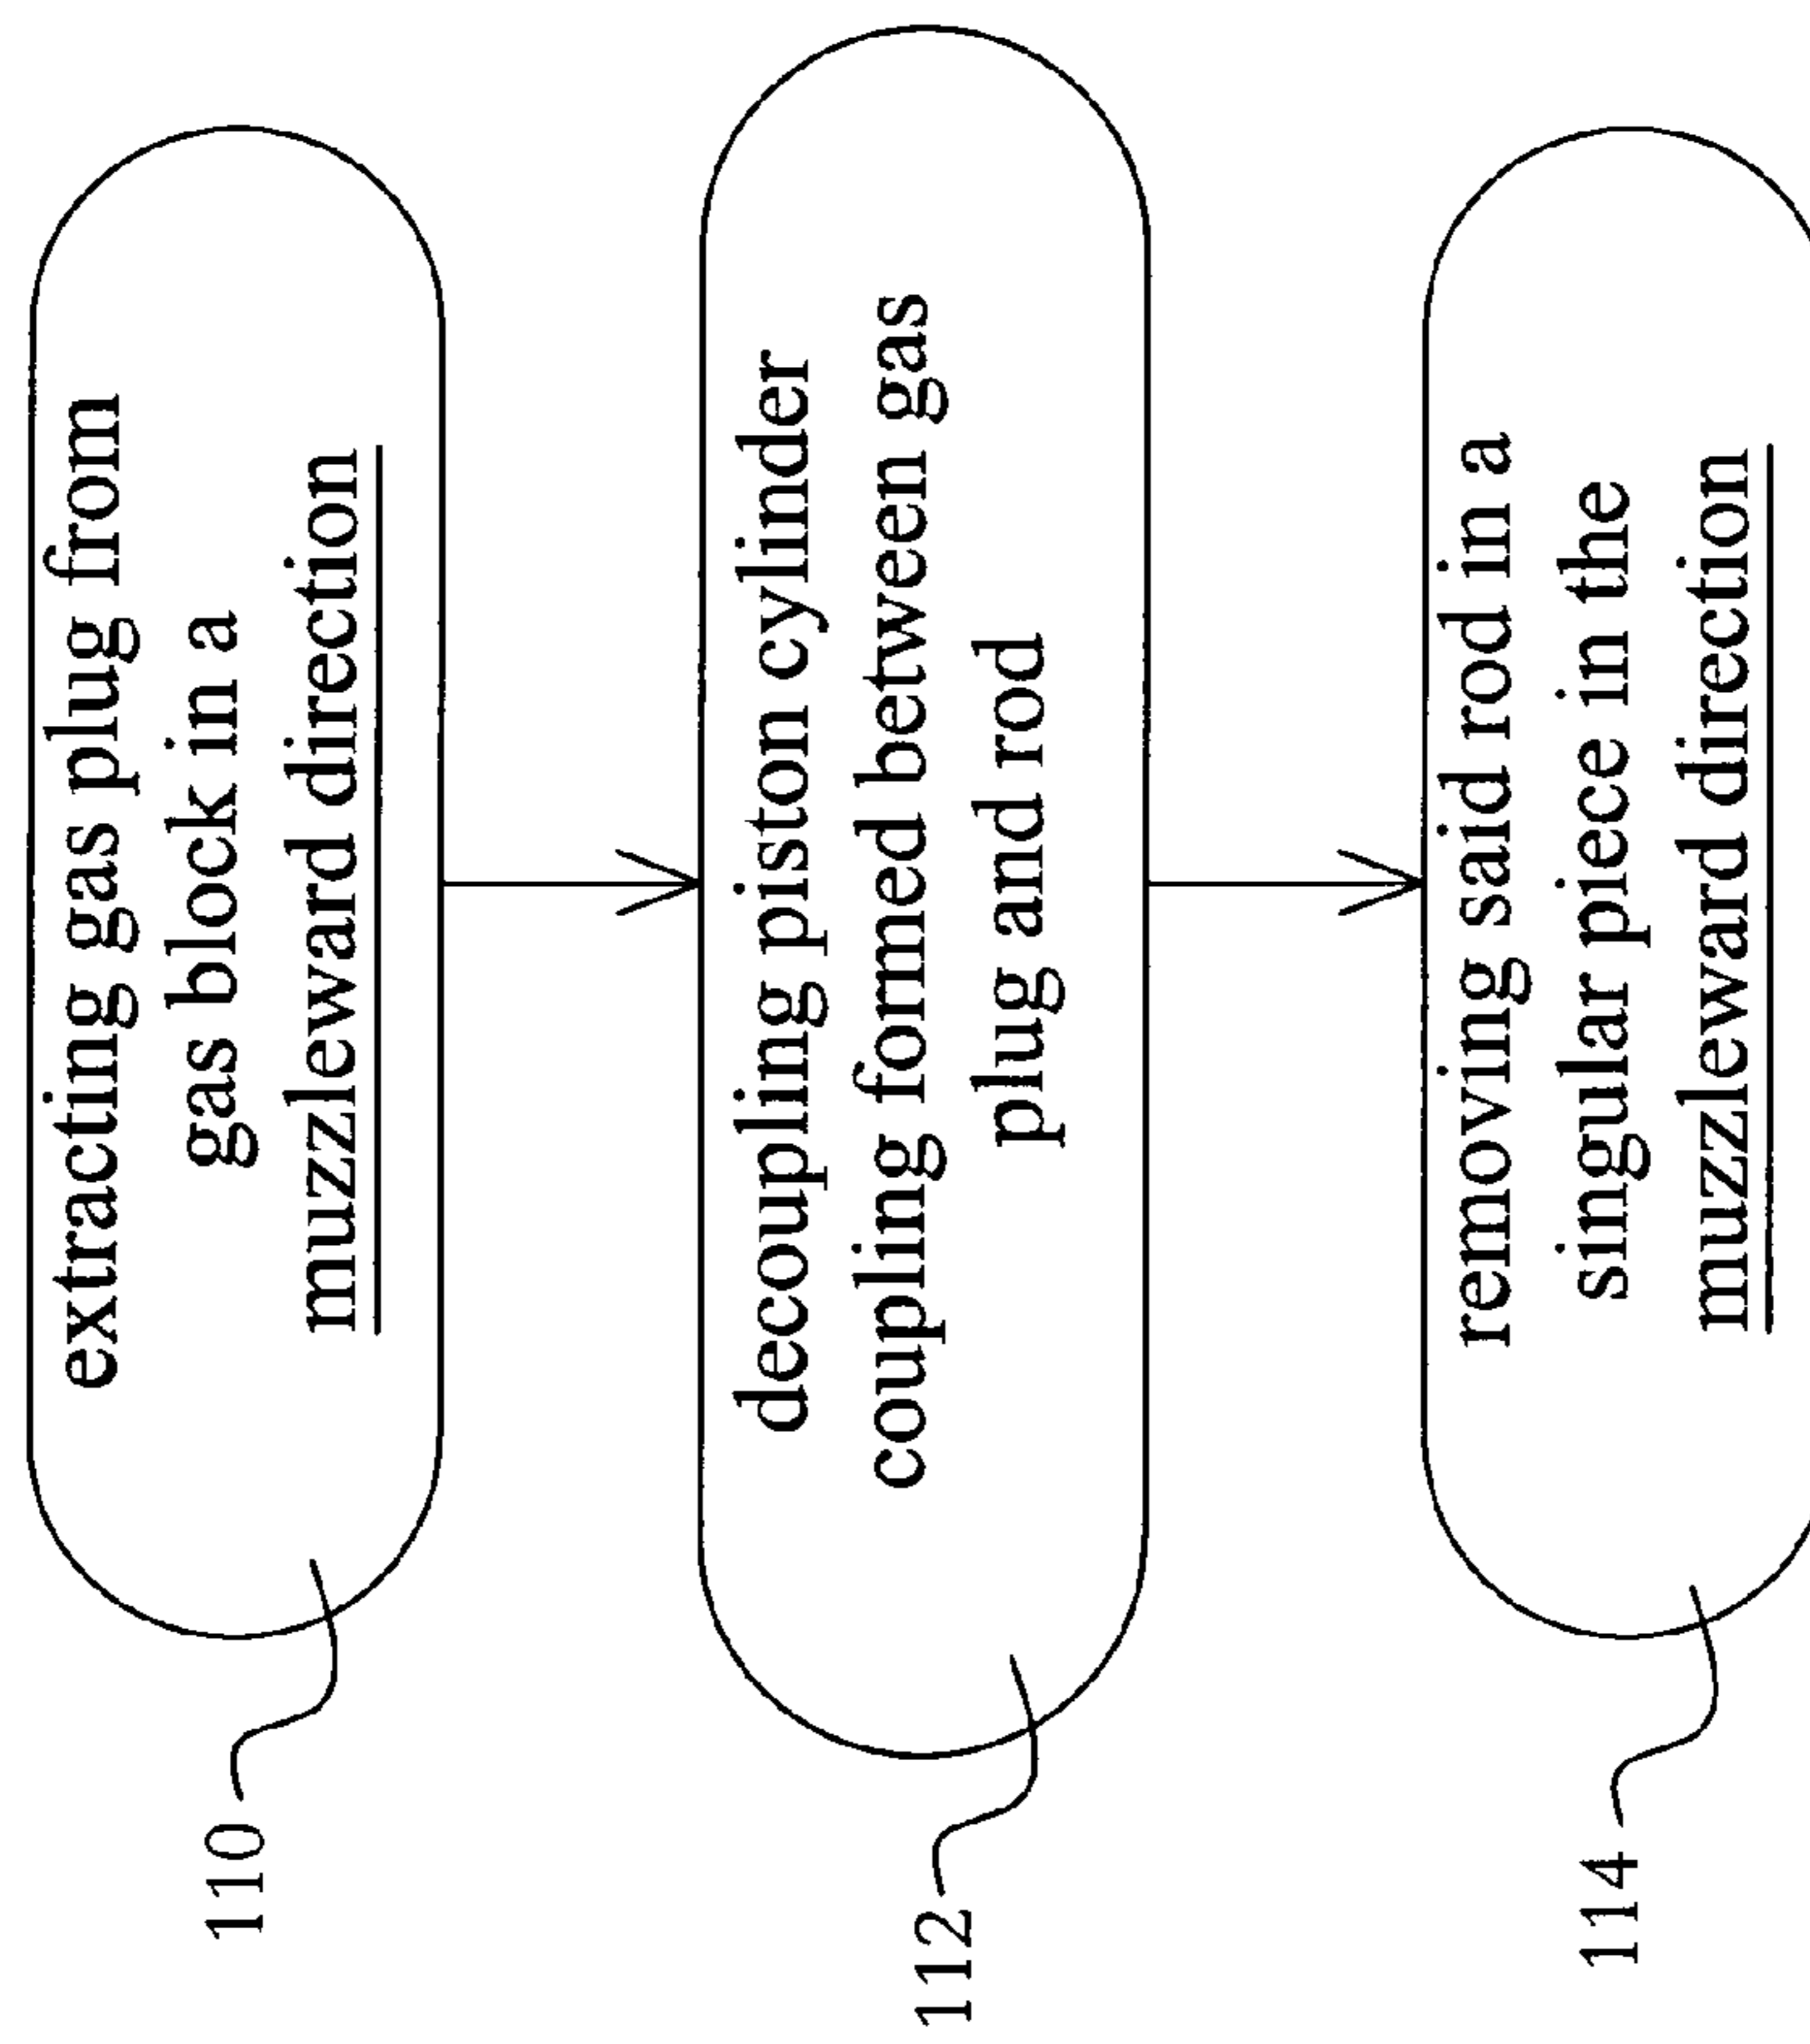 extracting gas plug from
gas block in a
muzzleward direction
110
decoupling piston cylinder
coupling formed between gas
plug and rod
112
removing said rod in a
singular piece in the
muzzleward direction
114